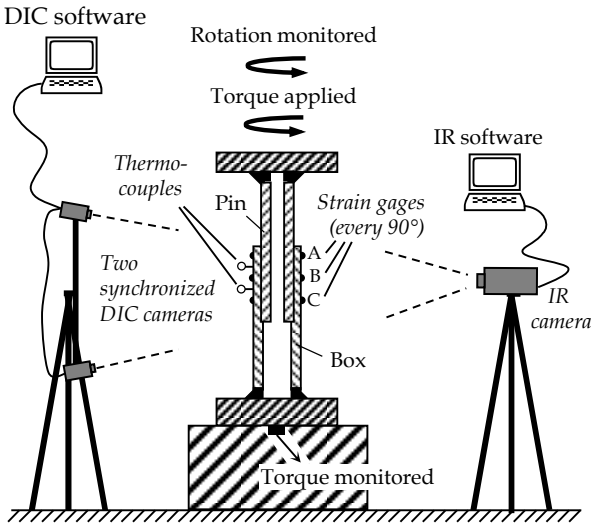 DIC software
Rotation monitored
Torque applied
IR software
Thermo-
couples
Pin
Strain gages
(every 90°)
A
B
C
Two
synchronized
DIC cameras
IR
camera
Box
Torque monitored